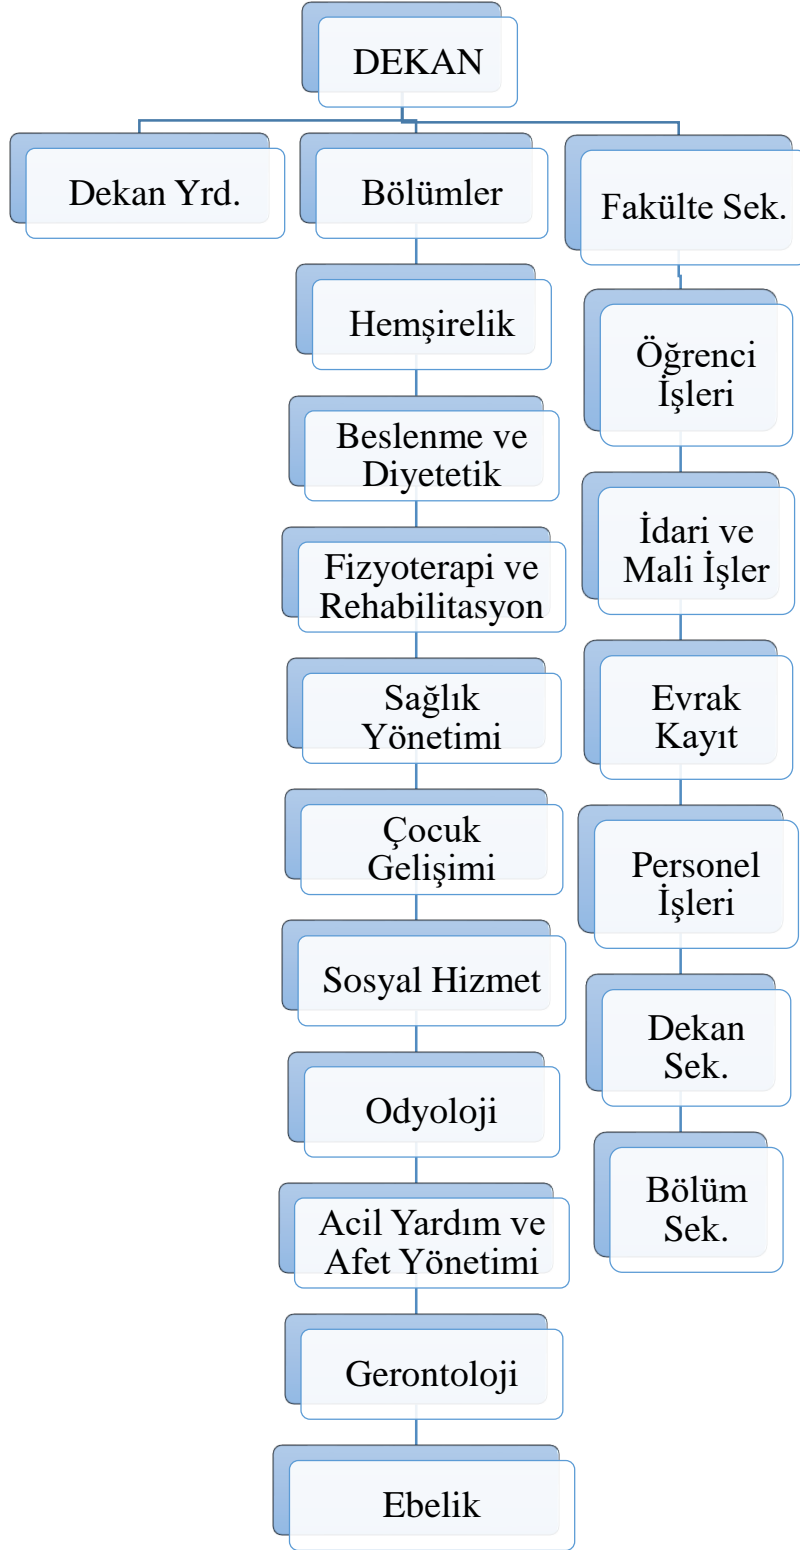 DEKAN
Dekan Yrd.
Bölümler
Fakülte Sek.
Hemşirelik
Beslenme ve
Diyetetik
Fizyoterapi ve
Rehabilitasyon
Sağlık
Yönetimi
Çocuk
Gelişimi
Sosyal Hizmet
Odyoloji
Acil Yardım ve
Afet Yönetimi
Gerontoloji
Ebelik
Öğrenci
İşleri
İdari ve
Mali İşler
Evrak
Kayıt
Personel
İşleri
Dekan
Sek.
Bölüm
Sek.